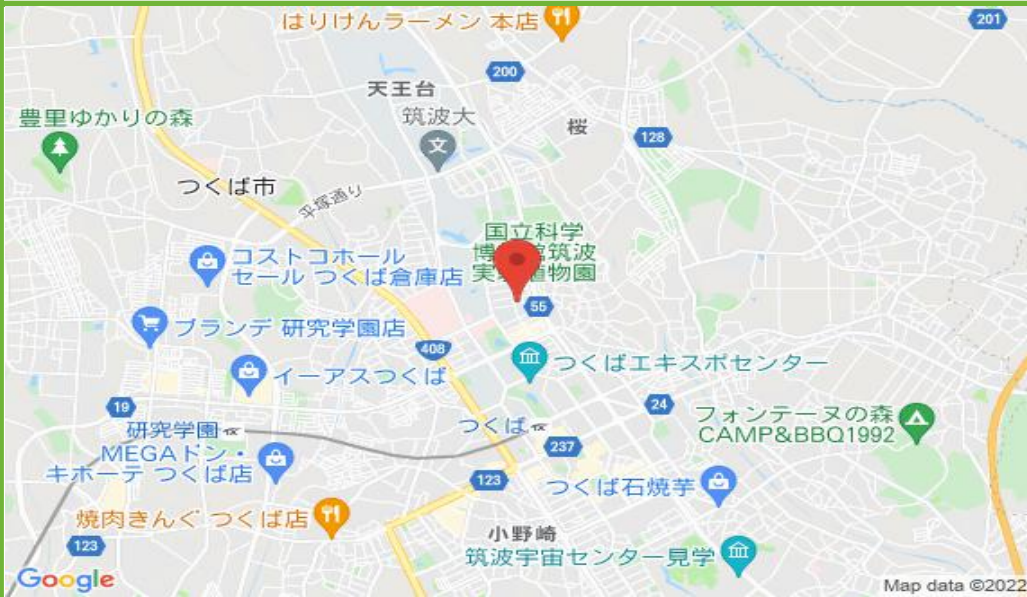 はりけんラーメン 本店
201
200
天王台
筑波大
桜
128
豊里ゆかりの森
つくば市
平塚通り
国立科学
筑波
実
植物園
コストコホール
セール つくば倉庫店
55
ブランデ 研究学園店
408
イーアスつくば
つくばエキスポセンター
19
24
フォンテーヌの森
CAMP&BBQ1992
研究学園
つくば
237
MEGAドン・
キホーテ つくば店
123
つくば石焼芋
焼肉きんぐ つくば店
小野崎
123
筑波宇宙センター見学
Google
Map data ©2022